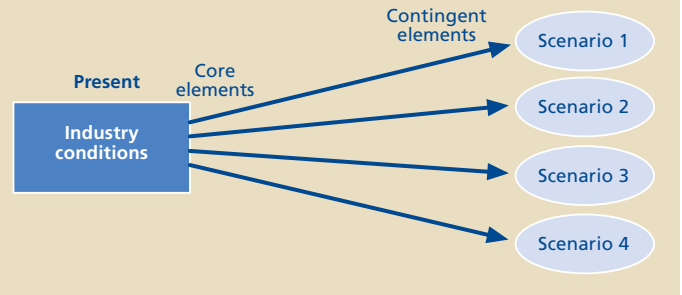 Contingent
elements
Scenario 1
Core
elements
Present
Scenario 2
Industry
conditions
Scenario 3
Scenario 4